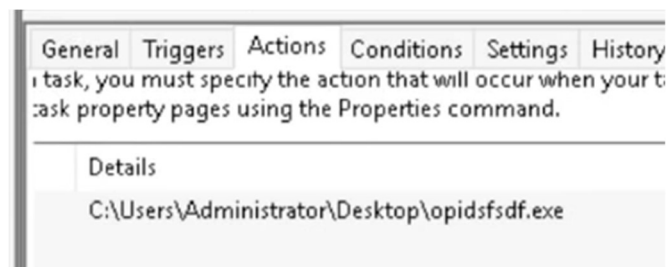 General Triggers Actions Conditions Settings History
task, you must specify the action that will occur when your
task property pages using the Properties command.
Details
C:\Users\Administrator\Desktop\opidsfsdf.exe